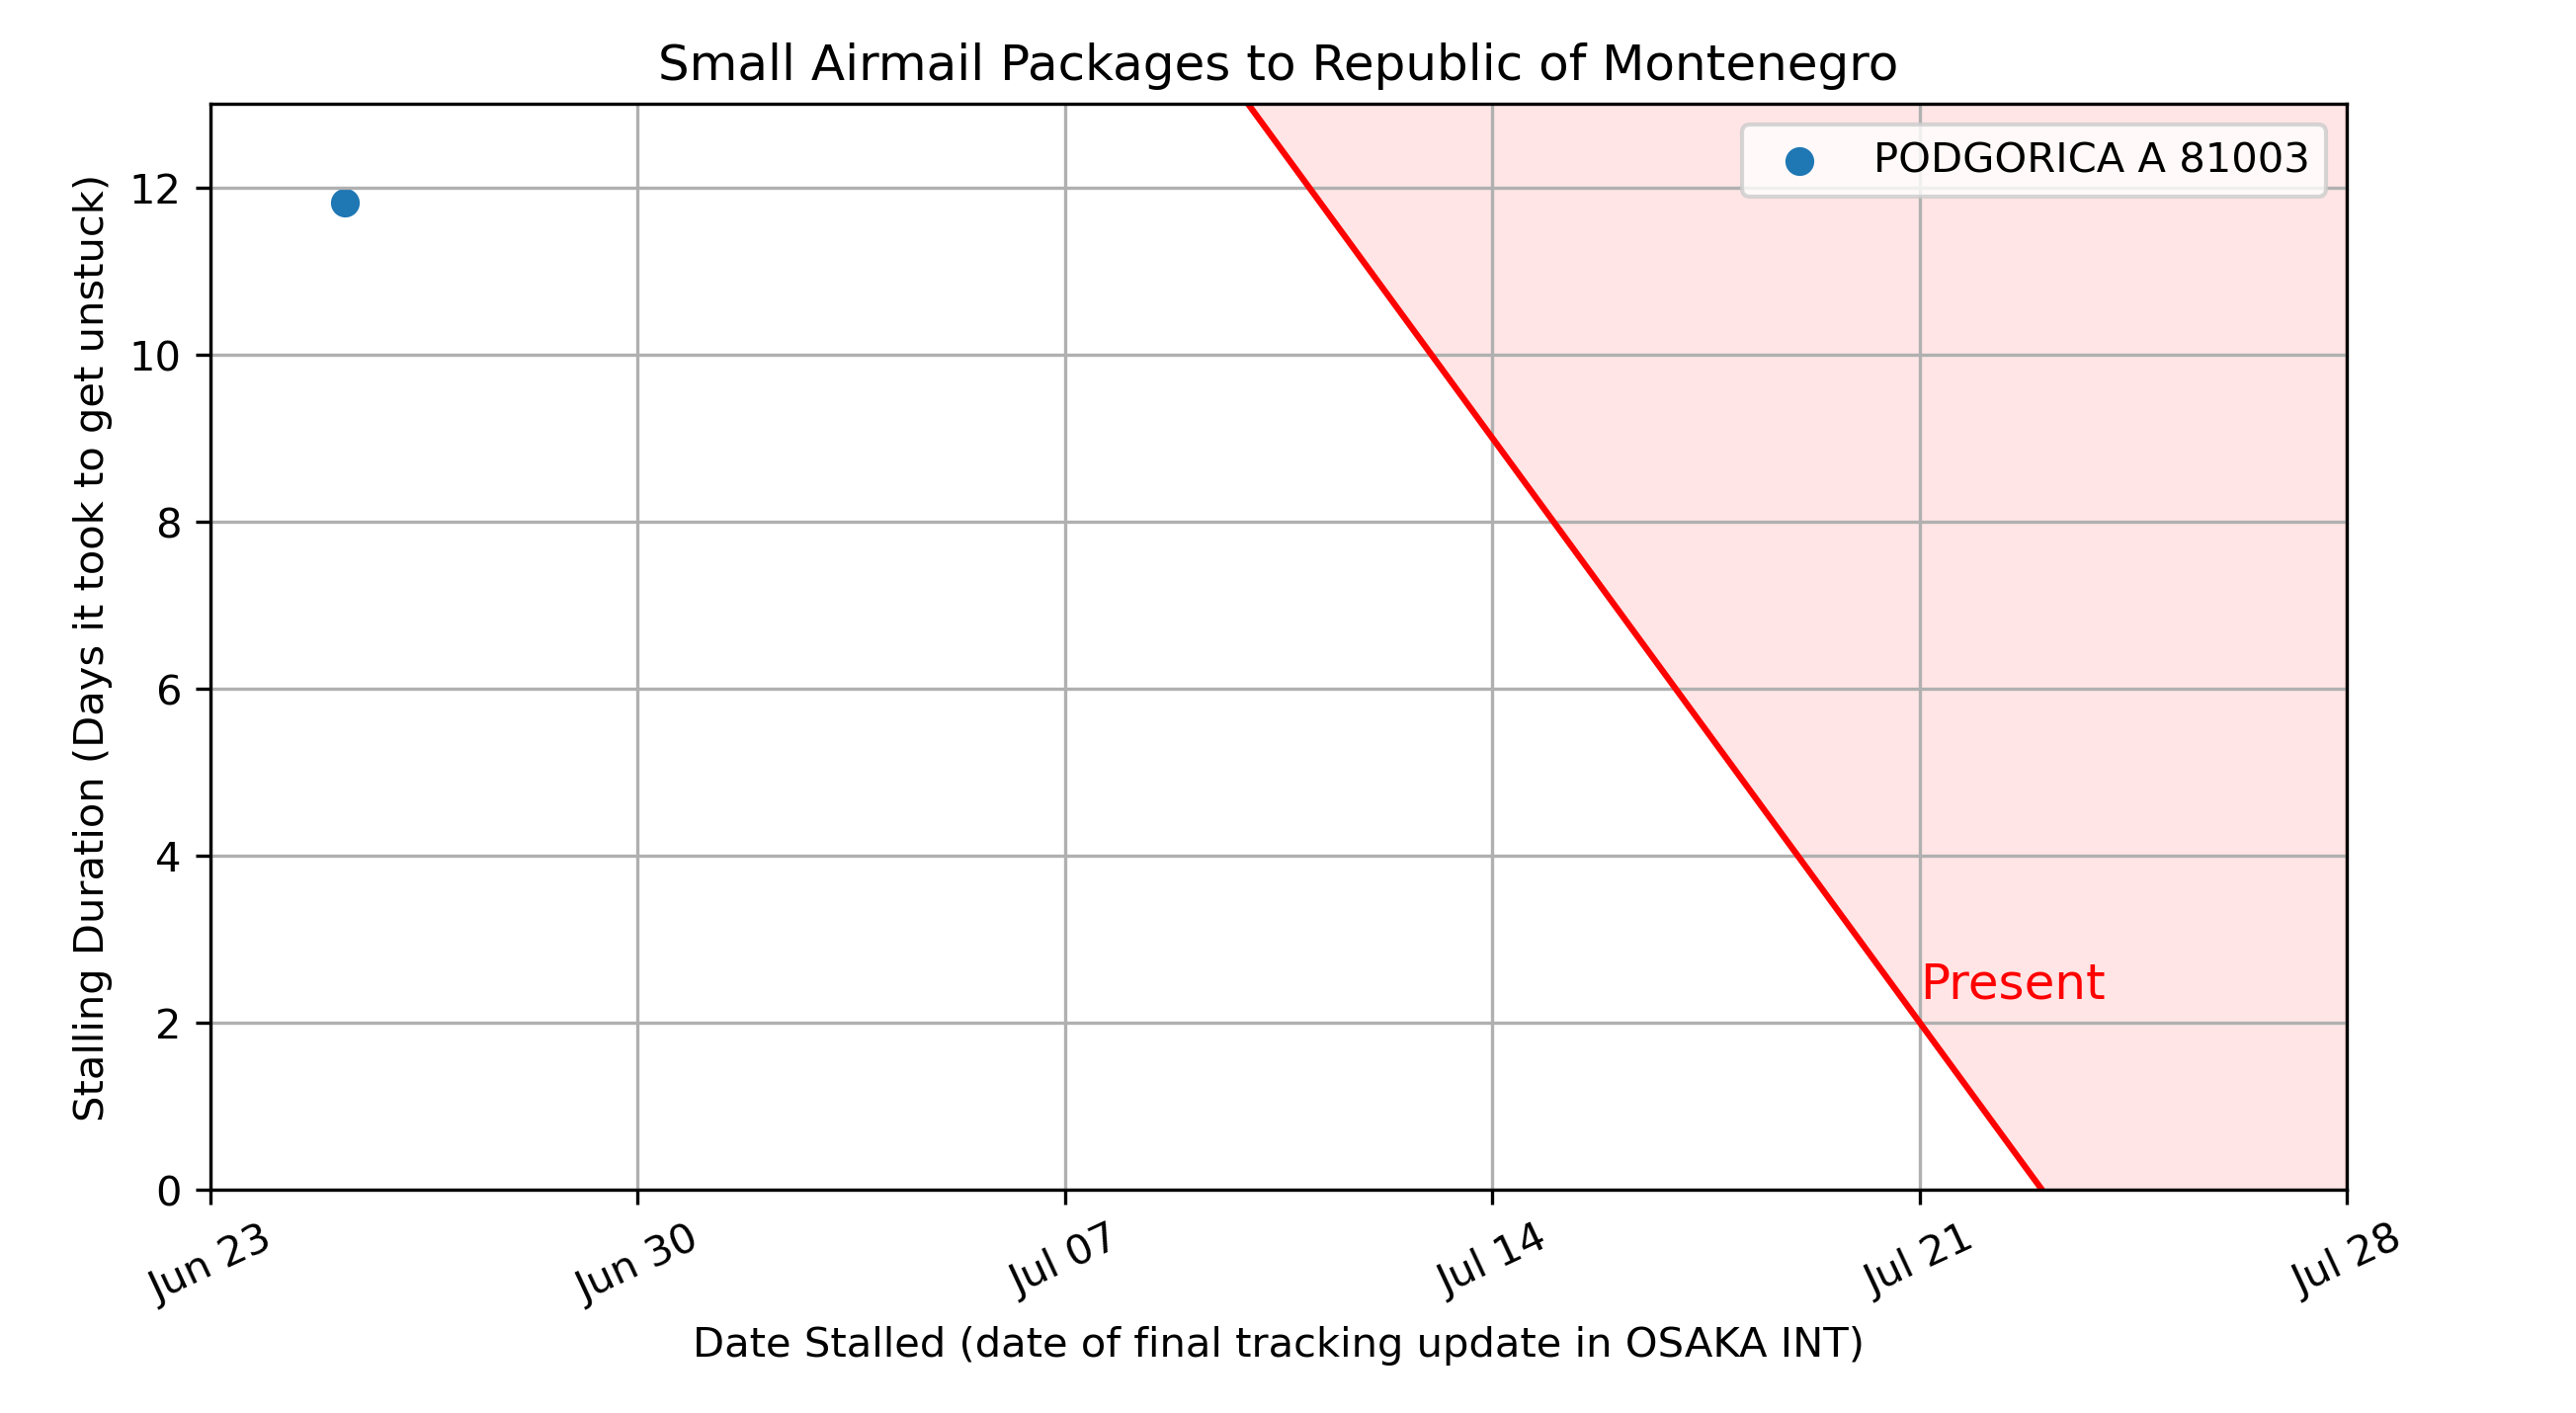 Small Airmail Packages to Republic of Montenegro
PODGORICA A 81003
Stalling Duration (Days it took to get unstuck)
12
10
8
6
4
2
0
Present
Jun 23
Jun 30
Jul 07
Jul 14
Jul 21
Jul 28
Date Stalled (date of final tracking update in OSAKA INT)